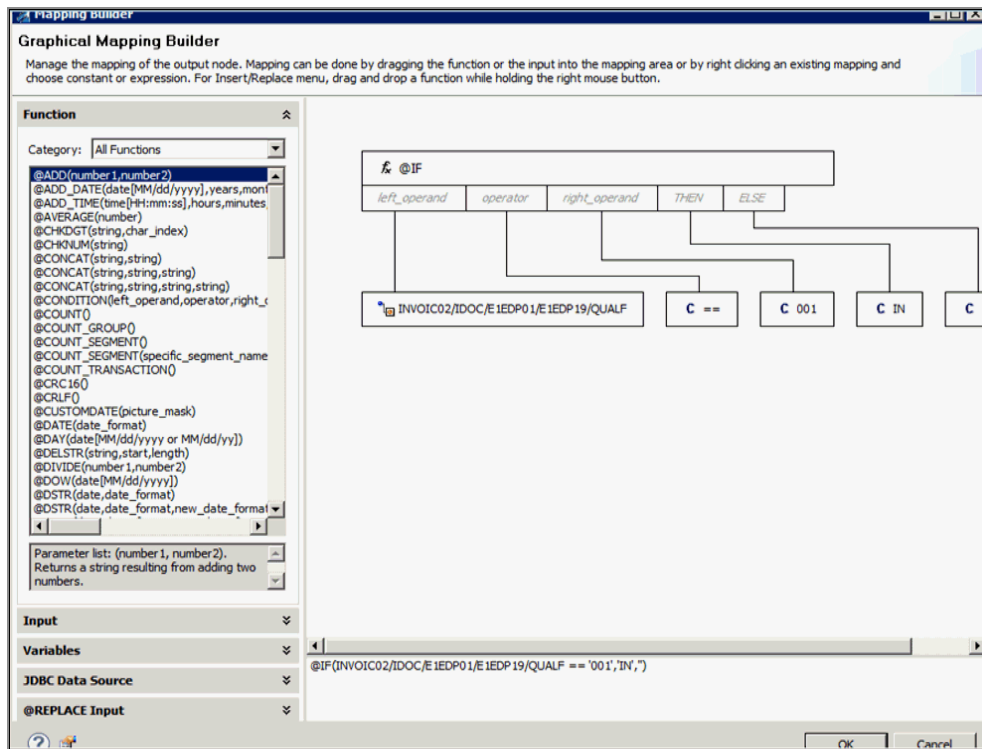 Mapping Builder
Graphical Mapping Builder
Manage the mapping of the output node. Mapping can be done by dragging the function or the input into the mapping area or by right clicking an existing mapping and
choose constant or expression. For Insert/Replace menu, drag and drop a function while holding the right mouse button.
Function
Category: All Functions
@ADD(number1,number2)
@ADD_DATE(date[MM/dd/yyyy],years,mont
@ADD_TIME(time[HH:mm:ss],hours,minutes,
@AVERAGE(number)
@CHKDGT(string,char_index)
@CHKNUM(string)
@CONCAT(string,string)
@CONCAT(string,string,string)
@CONCAT(string,string,string,string)
@CONDITION(left_operand,operator,right_o
@COUNT()
@COUNT_GROUP()
@COUNT_SEGMENT()
@COUNT_SEGMENT(specific_segment_name
@COUNT_TRANSACTION()
@CRC16()
@CRLF()
@CUSTOMDATE(picture_mask)
@DATE(date_format)
@DAY(date[MM/dd/yyyy or MM/dd/yy])
@DELSTR(string,start,length)
@DIVIDE(number1,number2)
@DOW(date[MM/dd/yyyy])
@DSTR(date,date_format)
@DSTR(date,date_format,new_date_format
Parameter list: (number1, number2).
Returns a string resulting from adding two
numbers.
Input
Variables
JDBC Data Source
@REPLACE Input
fx @IF
left_operand operator right_operand THEN ELSE
INVOIC02/IDOC/E1EDP01/E1EDP19/QUALF C == C 001 C IN C
@IF(INVOIC02/IDOC/E1EDP01/E1EDP19/QUALF == '001','IN','')
OK Cancel